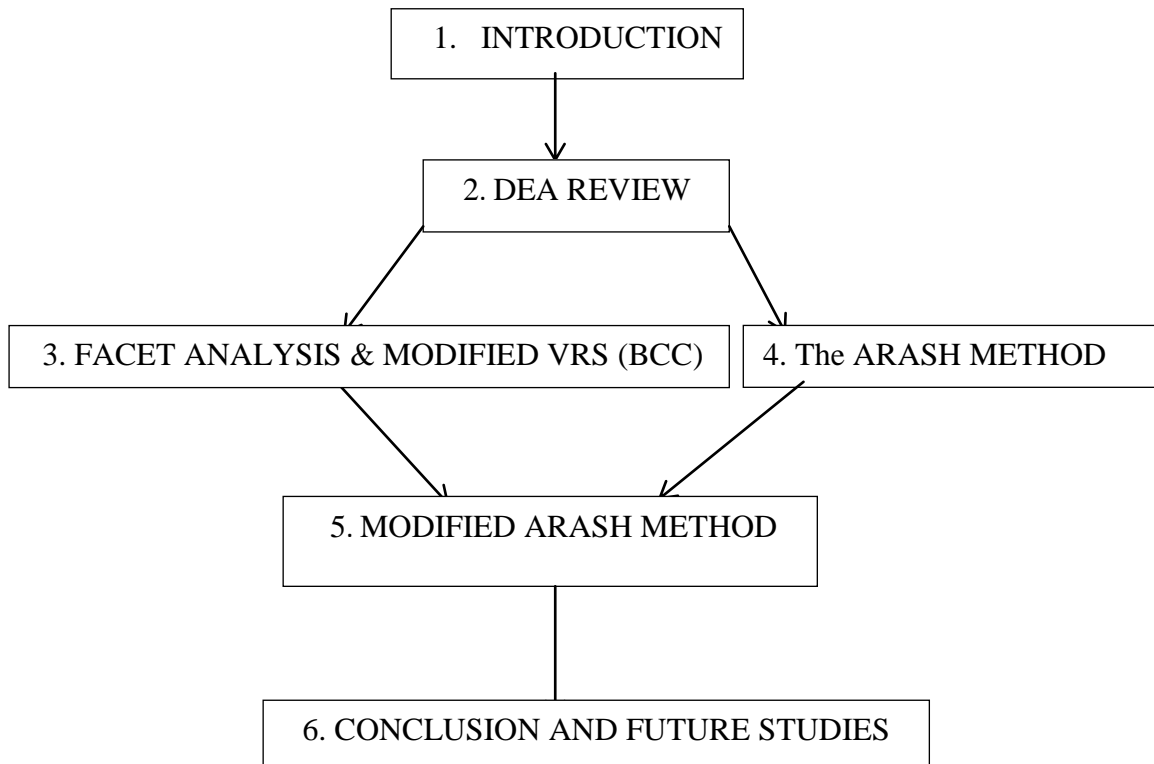 1. INTRODUCTION
2. DEA REVIEW
3. FACET ANALYSIS & MODIFIED VRS (BCC)
4. The ARASH METHOD
5. MODIFIED ARASH METHOD
6. CONCLUSION AND FUTURE STUDIES